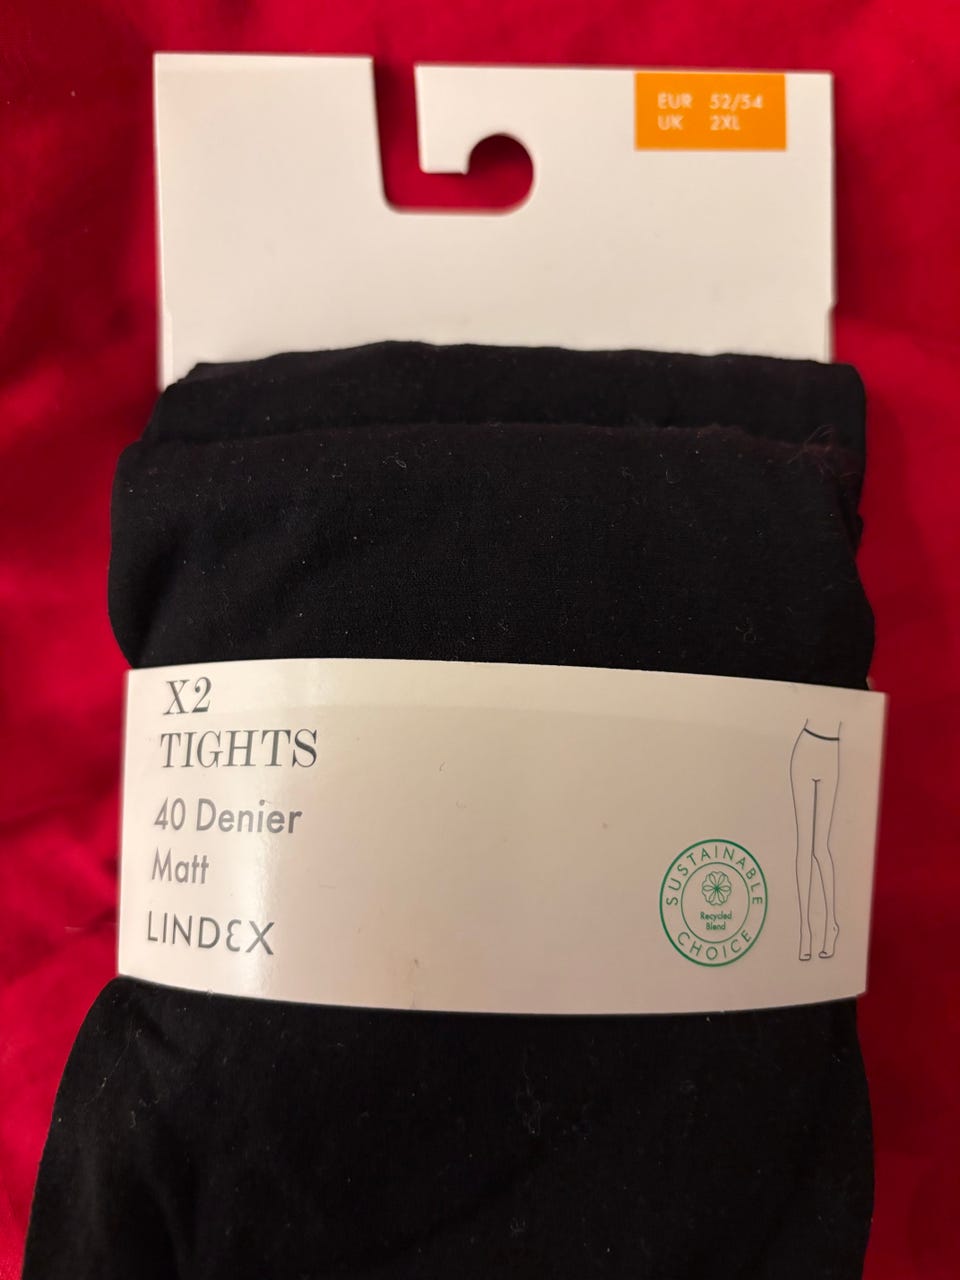 EUR 52/54
UK 2XL
X2
TIGHTS
40 Denier
Matt
LINDEX
SUSTAINABLE
Recycled
Blend
CHOICE